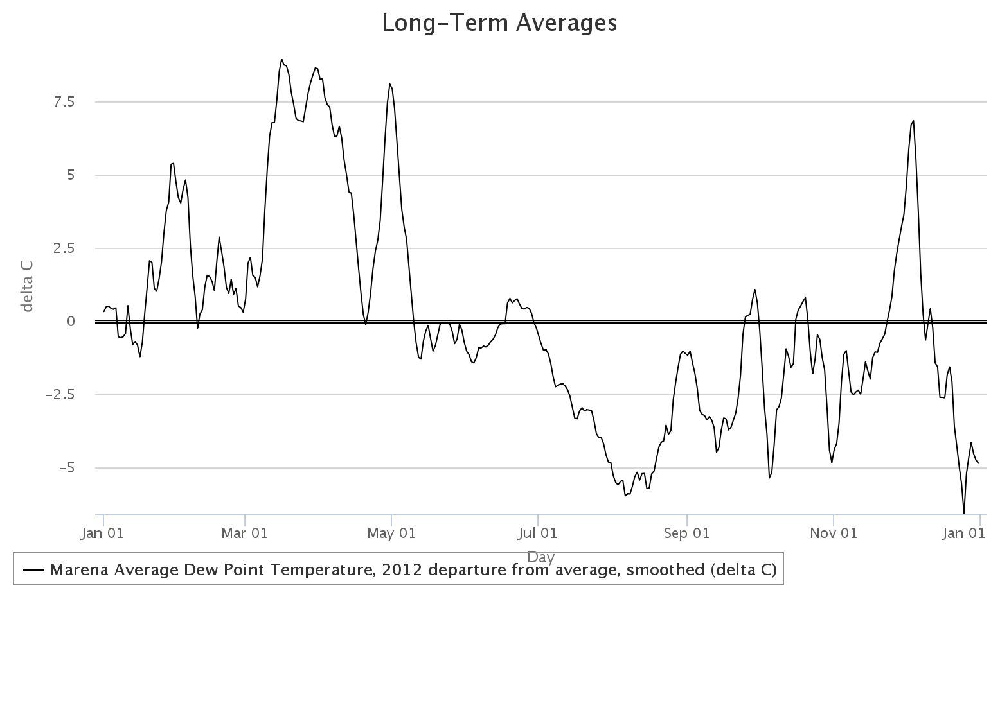 Long-Term Averages
7.5
5
2.5
0
-2.5
-5
delta C
Jan 01 Mar 01 May 01 Jul 01 Sep 01 Nov 01 Jan 01
Day
Marena Average Dew Point Temperature, 2012 departure from average, smoothed (delta C)